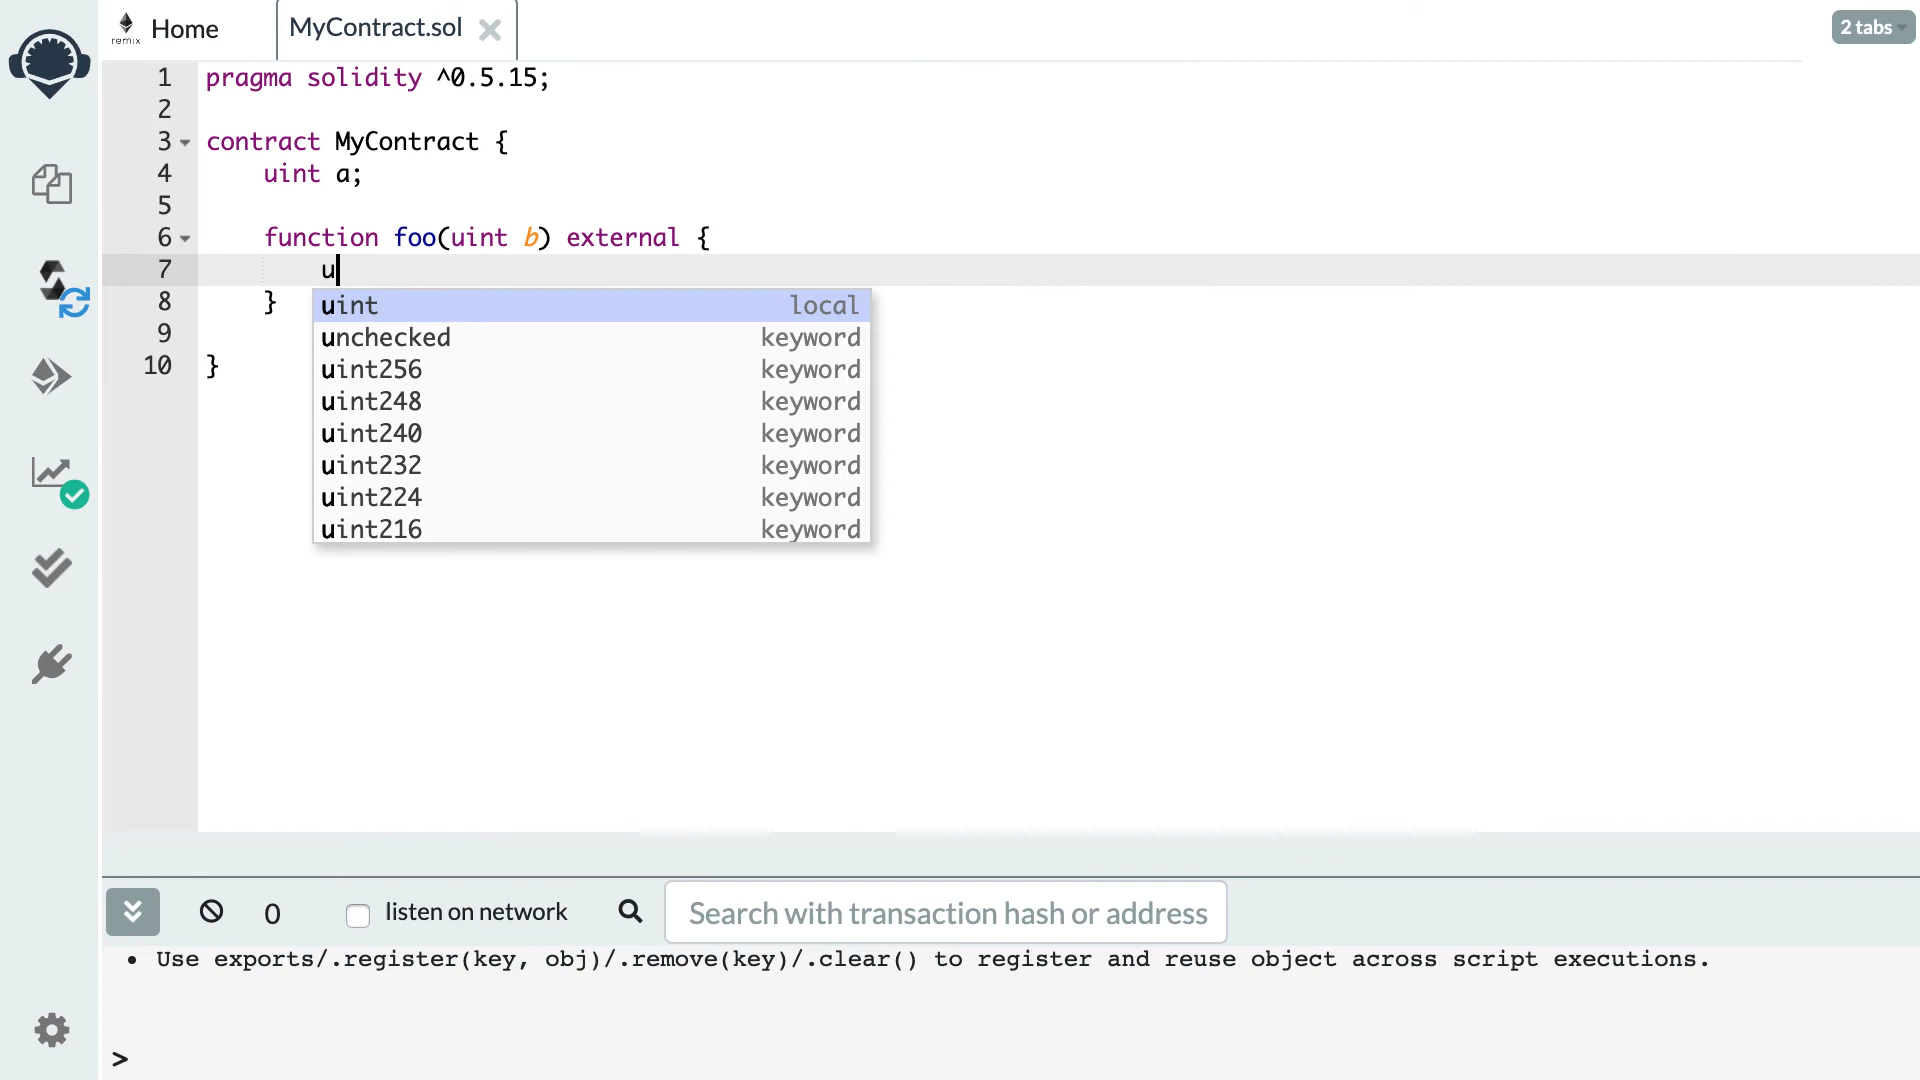 remix Home MyContract.sol 2 tabs
1 pragma solidity ^0.5.15;
2
3 contract MyContract {
4 uint a;
5
6 function foo(uint b) external {
7 u
8 }
9
10 }
uint local
unchecked keyword
uint256 keyword
uint248 keyword
uint240 keyword
uint232 keyword
uint224 keyword
uint216 keyword
0 listen on network Search with transaction hash or address
• Use exports/.register(key, obj)/.remove(key)/.clear() to register and reuse object across script executions.
>